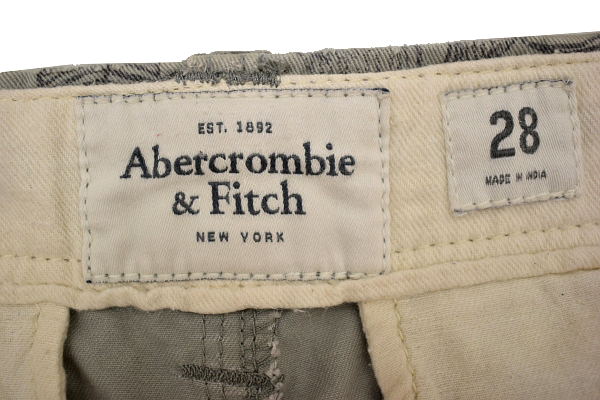 EST. 1892
Abercrombie
& Fitch
NEW YORK
28
MADE IN INDIA